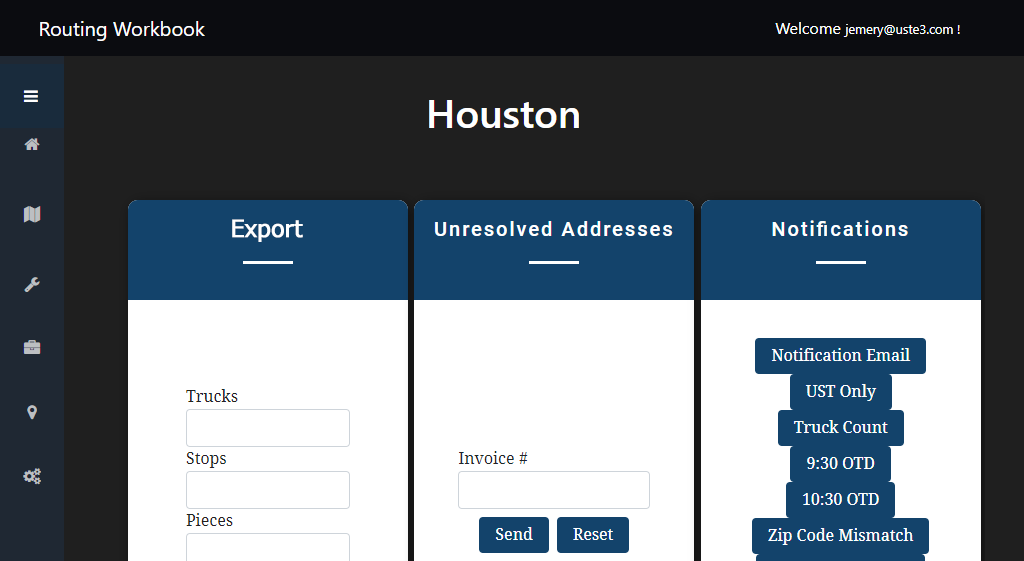 Routing Workbook
Welcome jemery@uste3.com !
Houston
Export
Trucks
Stops
Pieces
Unresolved Addresses
Invoice #
Send Reset
Notifications
Notification Email
UST Only
Truck Count
9:30 OTD
10:30 OTD
Zip Code Mismatch